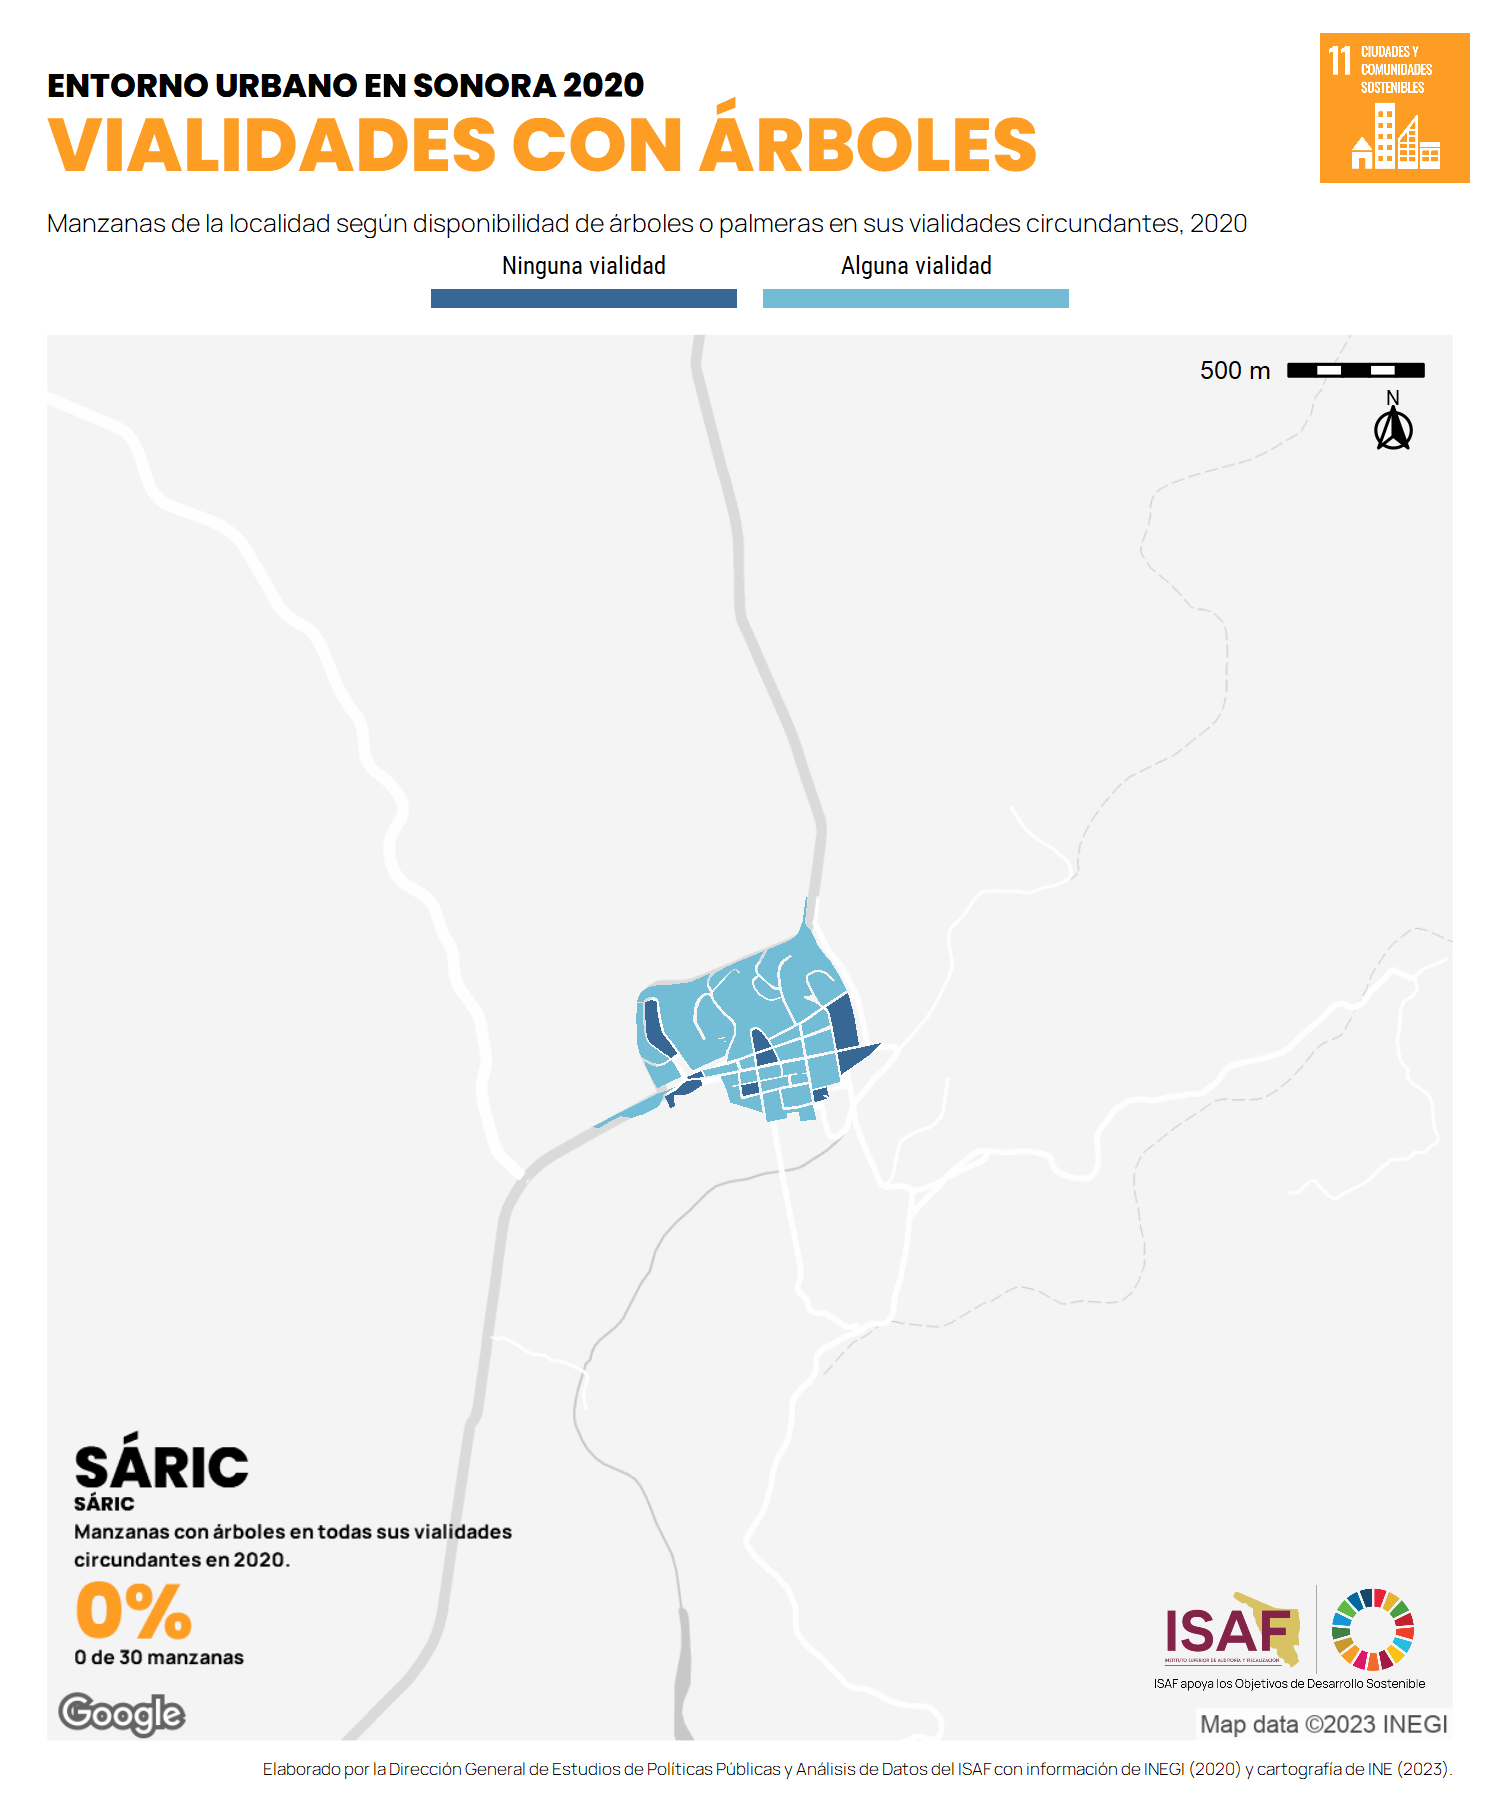 ENTORNO URBANO EN SONORA 2020
VIALIDADES CON ÁRBOLES
11 CIUDADES Y
COMUNIDADES
SOSTENIBLES
Manzanas de la localidad según disponibilidad de árboles o palmeras en sus vialidades circundantes, 2020
Ninguna vialidad
Alguna vialidad
500 m
N
SÁRIC
SÁRIC
Manzanas con árboles en todas sus vialidades
circundantes en 2020.
0%
0 de 30 manzanas
Google
ISAF
INSTITUTO SUPERIOR DE AUDITORÍA Y FISCALIZACIÓN
ISAF apoya los Objetivos de Desarrollo Sostenible
Map data ©2023 INEGI
Elaborado por la Dirección General de Estudios de Políticas Públicas y Análisis de Datos del ISAF con información de INEGI (2020) y cartografía de INE (2023).